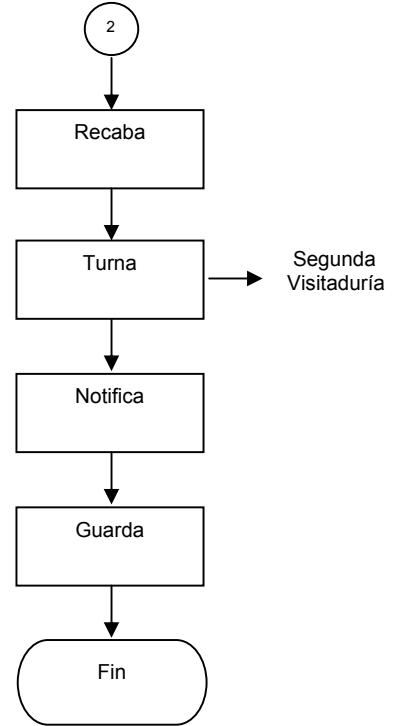 2
Recaba
Turna
Segunda
Visitaduría
Notifica
Guarda
Fin